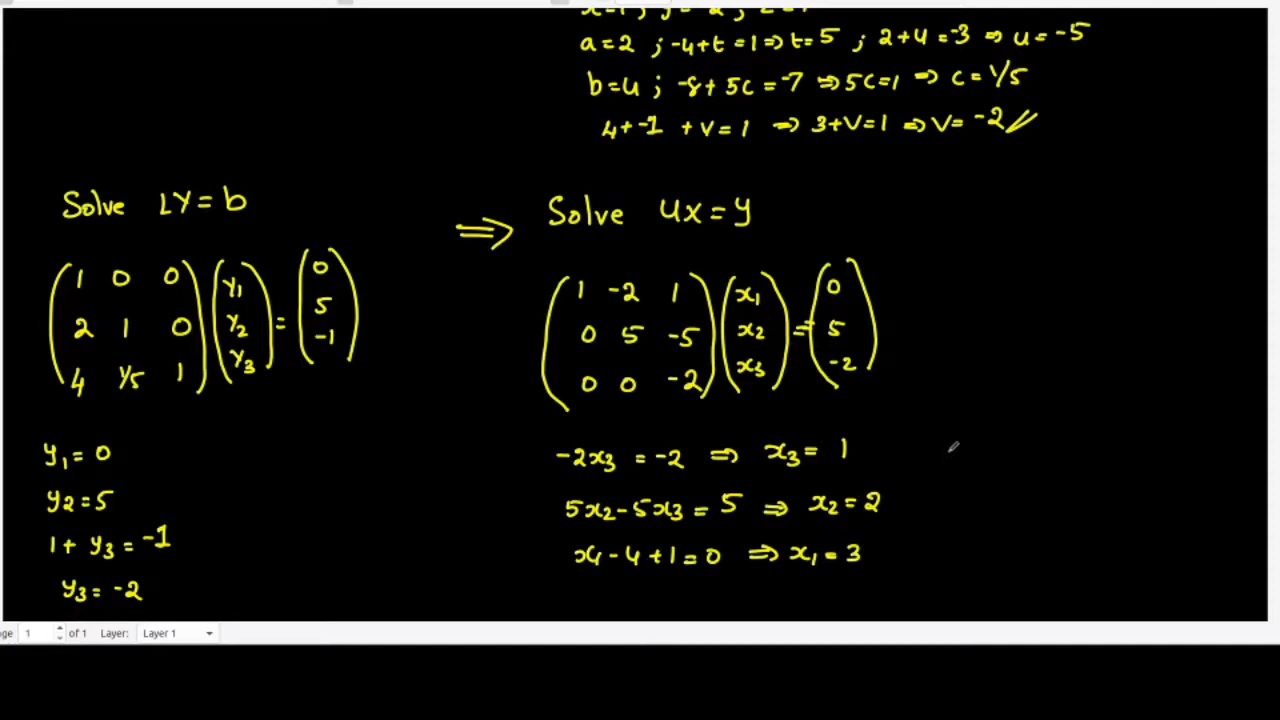 a=2 ; -4+t=1 ⇒ t=5 ; 2+u=-3 ⇒ u=-5
b=4 ; -8+5c=-7 ⇒ 5c=1 ⇒ c=1/5
4+-1 +v=1 ⇒ 3+v=1 ⇒ v=-2
Solve LY=b
⇒ Solve UX=y
1 0 0 y1 0
2 1 0 y2 = 5
4 1/5 1 y3 -1
1 -2 1 x1 0
0 5 -5 x2 = 5
0 0 -2 x3 -2
y1=0
y2=5
1+y3=-1
y3=-2
-2x3=-2 ⇒ x3=1
5x2-5x3=5 ⇒ x2=2
x1-4+1=0 ⇒ x1=3
1 of 1 Layer: Layer 1